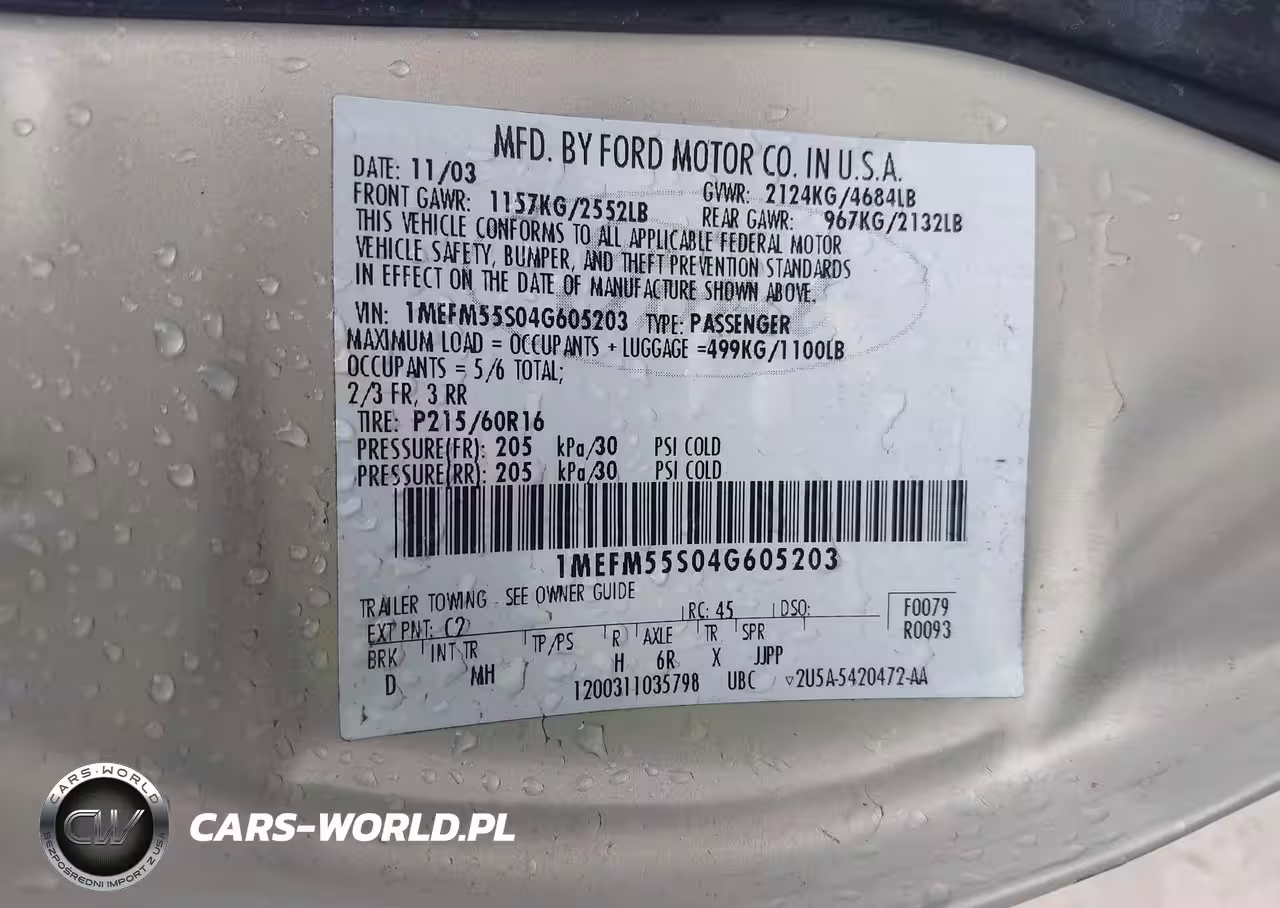 MFD. BY FORD MOTOR CO. IN U.S.A.
DATE: 11/03
GVWR: 2124KG/4684LB
FRONT GAWR: 1157KG/2552LB
REAR GAWR: 967KG/2132LB
THIS VEHICLE CONFORMS TO ALL APPLICABLE FEDERAL MOTOR
VEHICLE SAFETY, BUMPER, AND THEFT PREVENTION STANDARDS
IN EFFECT ON THE DATE OF MANUFACTURE SHOWN ABOVE.
VIN: 1MEFM55S04G605203 TYPE: PASSENGER
MAXIMUM LOAD = OCCUPANTS + LUGGAGE =499KG/1100LB
OCCUPANTS = 5/6 TOTAL;
2/3 FR, 3 RR
TIRE: P215/60R16
PRESSURE(FR): 205 kPa/30 PSI COLD
PRESSURE(RR): 205 kPa/30 PSI COLD
1MEFM55S04G605203
TRAILER TOWING - SEE OWNER GUIDE
EXT PNT: C2 RC: 45 DSO: F0079
R0093
BRK INT TR TP/PS R AXLE TR SPR
D MH H 6R X JJPP
1200311035798 UBC ▽2U5A-5420472-AA
CARS-WORLD
CW
BEZPOŚREDNI IMPORT Z USA
CARS-WORLD.PL